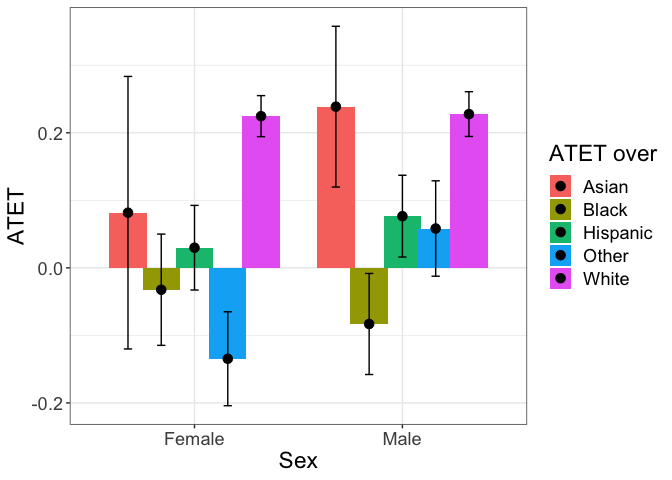 ATET
0.2
0.0
-0.2
Female
Male
Sex
ATET over
Asian
Black
Hispanic
Other
White